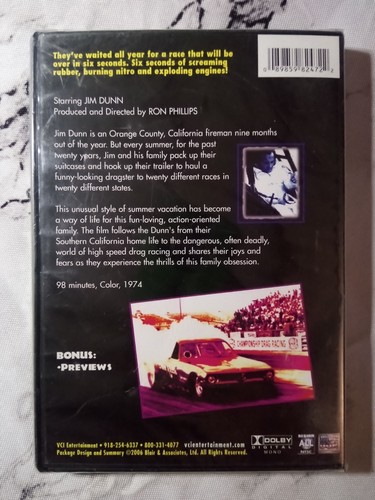 They've waited all year for a race that will be
over in six seconds. Six seconds of screaming
rubber, burning nitro and exploding engines!
89859 82472
Starring JIM DUNN
Produced and Directed by RON PHILLIPS
Jim Dunn is an Orange County, California fireman nine months
out of the year. But every summer, for the past
twenty years, Jim and his family pack up their
suitcases and hook up their trailer to haul a
funny-looking dragster to twenty different races in
twenty different states.
This unusual style of summer vacation has become
a way of life for this fun-loving, action-oriented
family. The film follows the Dunn's from their
Southern California home life to the dangerous, often deadly,
world of high speed drag racing and shares their joys and
fears as they experience the thrills of this family obsession.
98 minutes, Color, 1974
CHAMPIONSHIP DRAG RACING
BONUS:
•PREVIEWS
VCI Entertainment • 918-254-6337 • 800-331-4077
Package Design and Summary ©2006 Blair & Associates, Ltd.
vcientertainment.com
All Rights Reserved.
DOLBY
DIGITAL
MONO